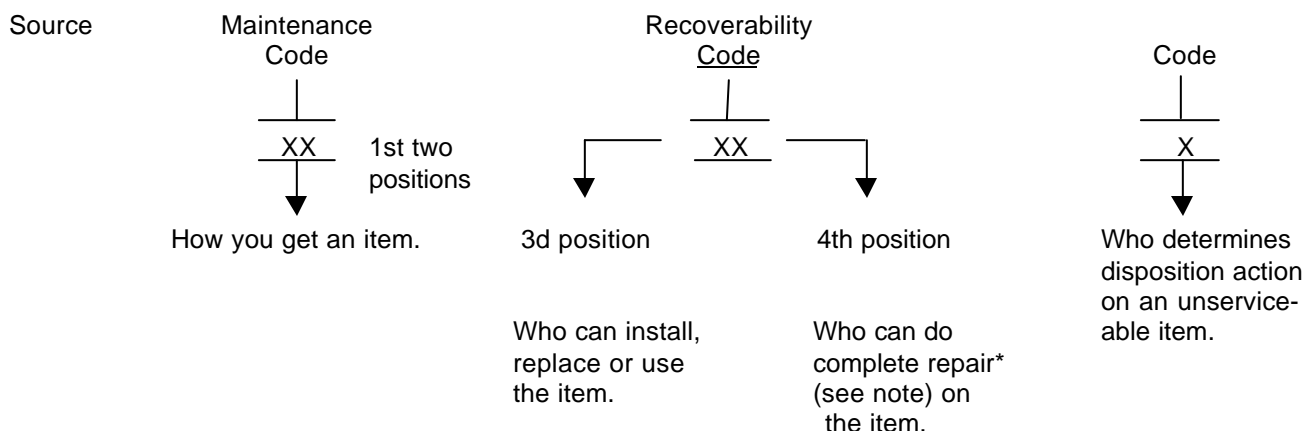 Source Maintenance Recoverability
Code Code Code
XX 1st two positions XX X
How you get an item. 3d position 4th position Who determines
disposition action
on an unservice-
able item.
Who can install,
replace or use
the item.
Who can do
complete repair*
(see note) on
the item.